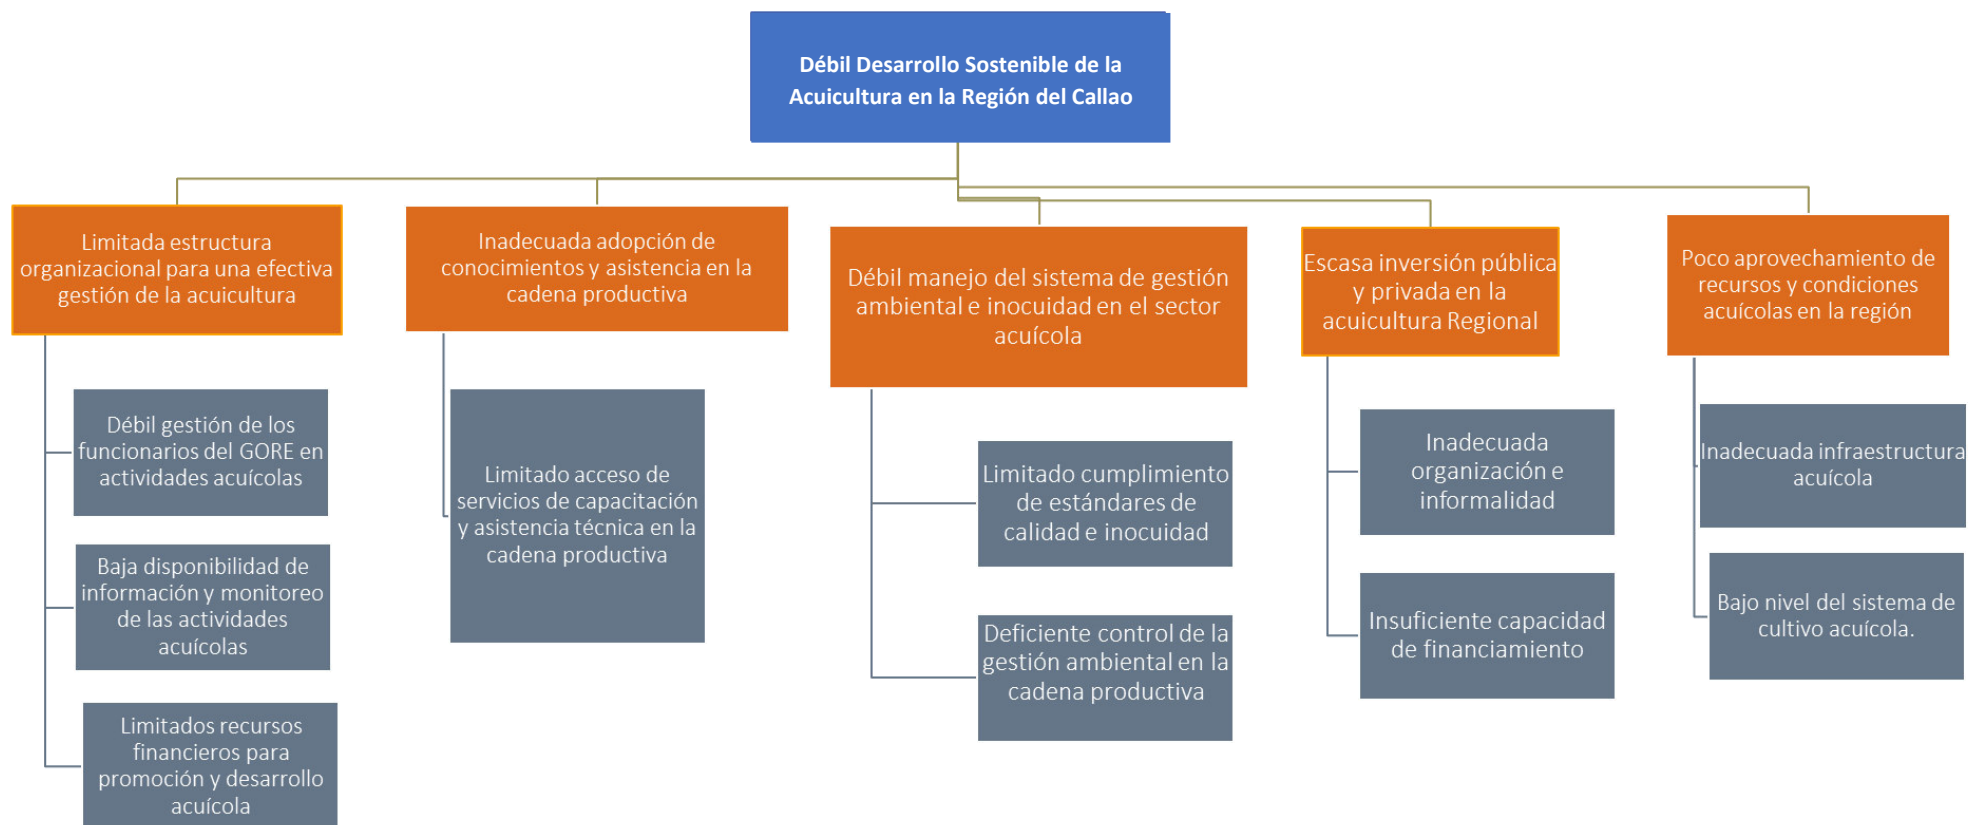 Débil Desarrollo Sostenible de la
Acuicultura en la Región del Callao
Limitada estructura
organizacional para una efectiva
gestión de la acuicultura
Débil gestión de los
funcionarios del GORE en
actividades acuícolas
Baja disponibilidad de
información y monitoreo
de las actividades
acuícolas
Limitados recursos
financieros para
promoción y desarrollo
acuícola
Inadecuada adopción de
conocimientos y asistencia en la
cadena productiva
Limitado acceso de
servicios de capacitación
y asistencia técnica en la
cadena productiva
Débil manejo del sistema de gestión
ambiental e inocuidad en el sector
acuícola
Limitado cumplimiento
de estándares de
calidad e inocuidad
Deficiente control de la
gestión ambiental en la
cadena productiva
Escasa inversión pública
y privada en la
acuicultura Regional
Inadecuada
organización e
informalidad
Insuficiente capacidad
de financiamiento
Poco aprovechamiento de
recursos y condiciones
acuícolas en la región
Inadecuada infraestructura
acuícola
Bajo nivel del sistema de
cultivo acuícola.